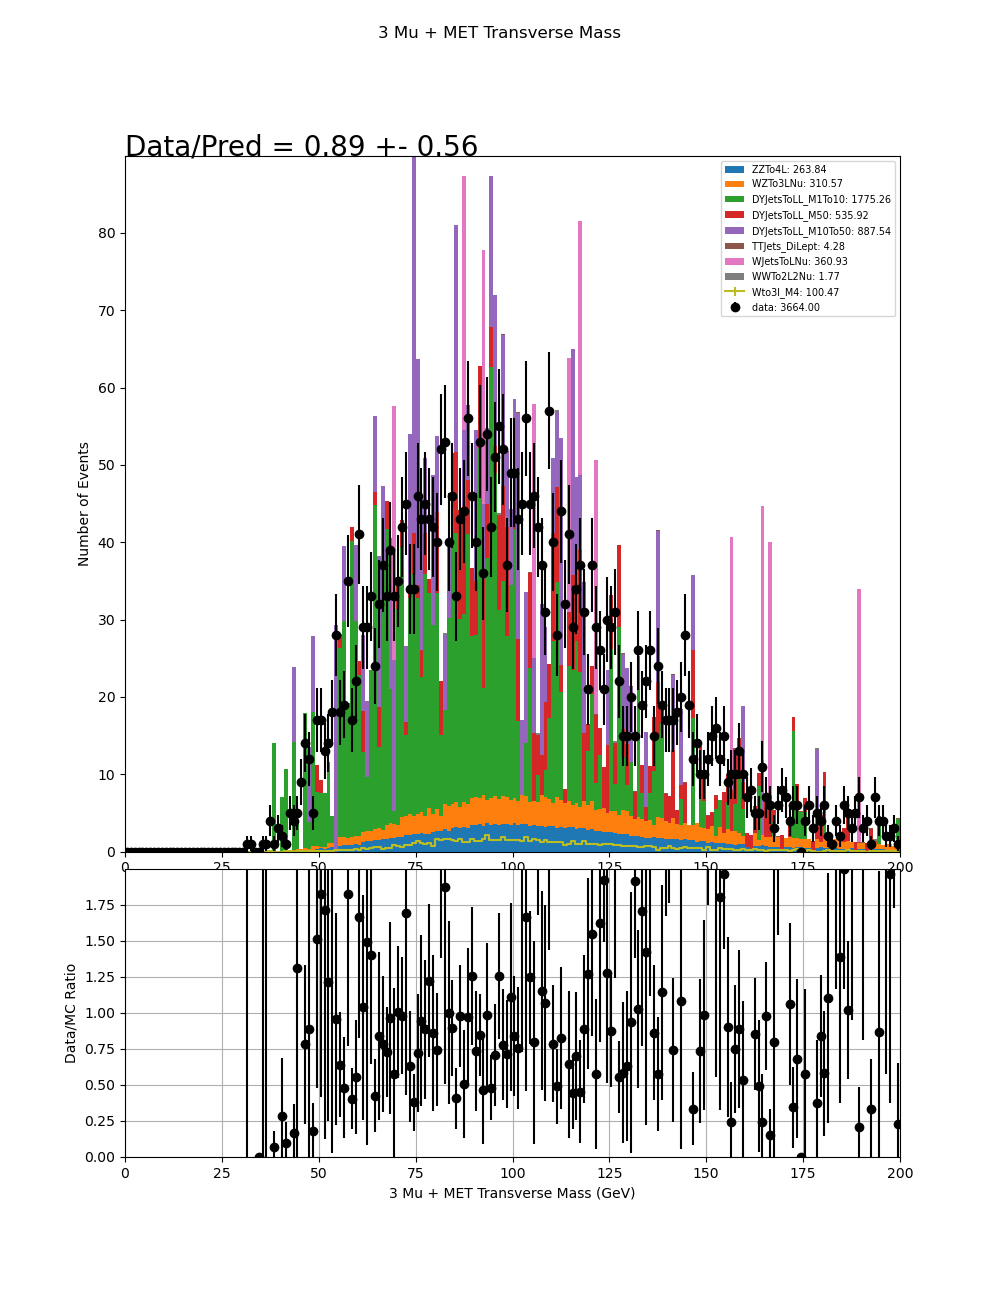 3 Mu + MET Transverse Mass
Data/Pred = 0.89 +- 0.56
ZZTo4L: 263.84
WZTo3LNu: 310.57
DYJetsToLL_M1To10: 1775.26
DYJetsToLL_M50: 535.92
DYJetsToLL_M10To50: 887.54
TTJets_DiLept: 4.28
WJetsToLNu: 360.93
WWTo2L2Nu: 1.77
Wto3l_M4: 100.47
data: 3664.00
Number of Events
80
70
60
50
40
30
20
10
0
0 25 50 75 100 125 150 175 200
Data/MC Ratio
1.75
1.50
1.25
1.00
0.75
0.50
0.25
0.00
0 25 50 75 100 125 150 175 200
3 Mu + MET Transverse Mass (GeV)